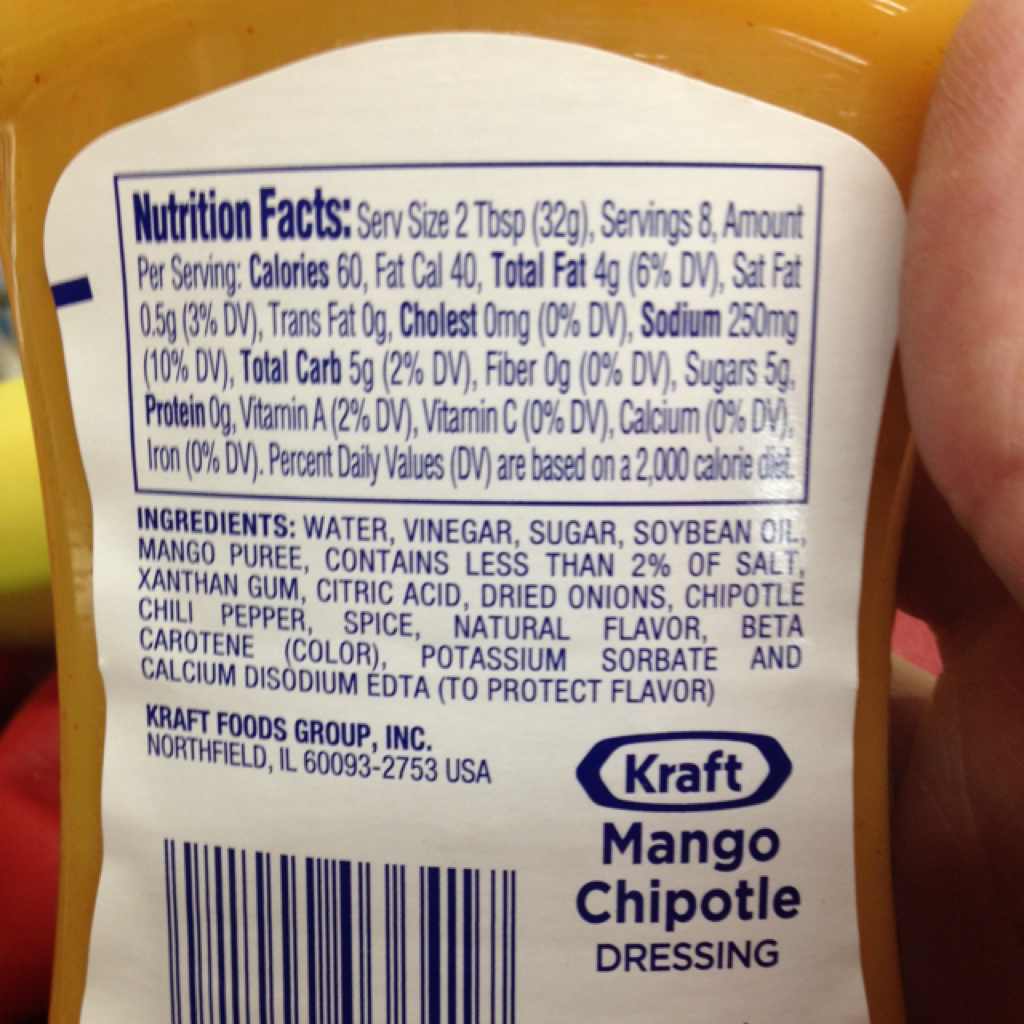 Nutrition Facts: Serv Size 2 Tbsp (32g), Servings 8, Amount
Per Serving: Calories 60, Fat Cal 40, Total Fat 4g (6% DV), Sat Fat
0.5g (3% DV), Trans Fat 0g, Cholest 0mg (0% DV), Sodium 250mg
(10% DV), Total Carb 5g (2% DV), Fiber 0g (0% DV), Sugars 5g,
Protein 0g, Vitamin A (2% DV), Vitamin C (0% DV), Calcium (0% DV),
Iron (0% DV). Percent Daily Values (DV) are based on a 2,000 calorie diet.
INGREDIENTS: WATER, VINEGAR, SUGAR, SOYBEAN OIL,
MANGO PUREE, CONTAINS LESS THAN 2% OF SALT,
XANTHAN GUM, CITRIC ACID, DRIED ONIONS, CHIPOTLE
CHILI PEPPER, SPICE, NATURAL FLAVOR, BETA
CAROTENE (COLOR), POTASSIUM SORBATE AND
CALCIUM DISODIUM EDTA (TO PROTECT FLAVOR)
KRAFT FOODS GROUP, INC.
NORTHFIELD, IL 60093-2753 USA
Kraft
Mango
Chipotle
DRESSING